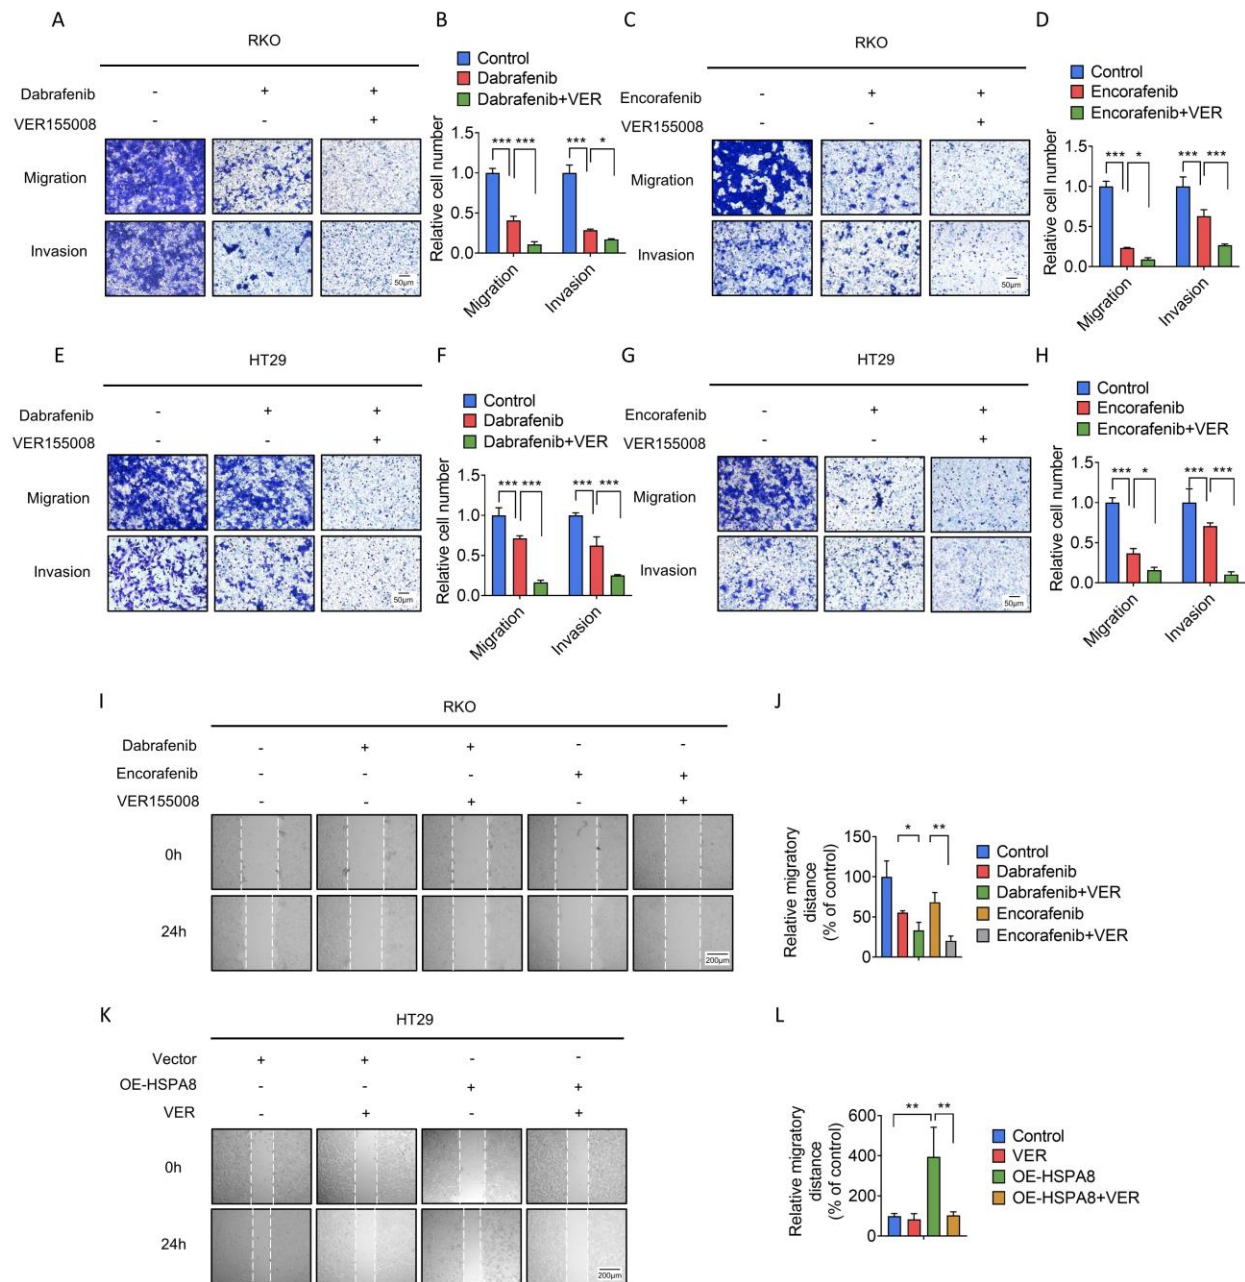 A
RKO
Dabrafenib - + +
VER155008 - - +
Migration
Invasion
50μm
B
Control
Dabrafenib
Dabrafenib+VER
Relative cell number
1.5
1.0
0.5
0.0
*** *** *** *
Migration
Invasion
C
RKO
Encorafenib - + +
VER155008 - - +
Migration
Invasion
50μm
D
Control
Encorafenib
Encorafenib+VER
Relative cell number
1.5
1.0
0.5
0.0
*** * *** ***
Migration
Invasion
E
HT29
Dabrafenib - + +
VER155008 - - +
Migration
Invasion
50μm
F
Control
Dabrafenib
Dabrafenib+VER
Relative cell number
1.5
1.0
0.5
0.0
*** *** *** ***
Migration
Invasion
G
HT29
Encorafenib - + +
VER155008 - - +
Migration
Invasion
50μm
H
Control
Encorafenib
Encorafenib+VER
Relative cell number
1.5
1.0
0.5
0.0
*** * *** ***
Migration
Invasion
I
RKO
Dabrafenib - + + - -
Encorafenib - - - + +
VER155008 - - + - +
0h
24h
200μm
J
Relative migratory
distance
(% of control)
150
100
50
0
* **
Control
Dabrafenib
Dabrafenib+VER
Encorafenib
Encorafenib+VER
K
HT29
Vector + + - -
OE-HSPA8 - - + +
VER - + - +
0h
24h
200μm
L
Relative migratory
distance
(% of control)
600
400
200
0
** **
Control
VER
OE-HSPA8
OE-HSPA8+VER